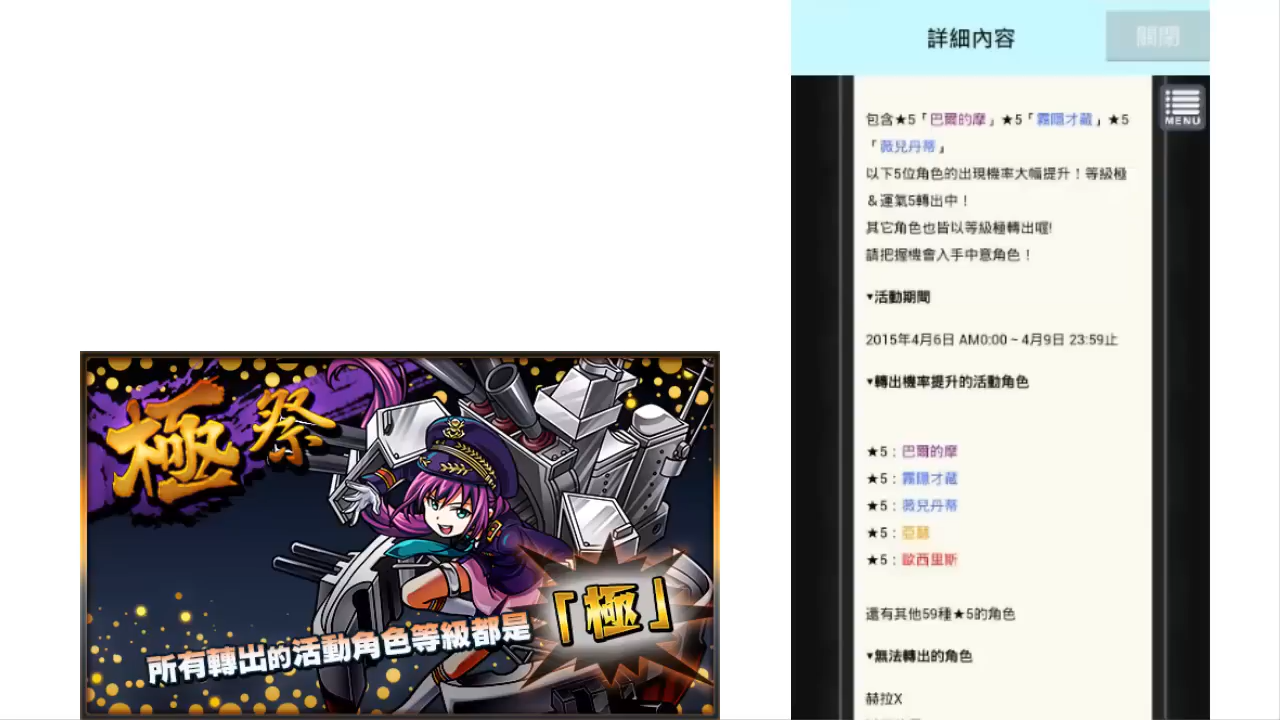 極祭
所有轉出的活動角色等級都是
「極」
詳細內容
關閉
MENU
包含★5「巴爾的摩」★5「霧隱才藏」★5
「薇兒丹蒂」
以下5位角色的出現機率大幅提升！等級極
＆運氣5轉出中！
其它角色也皆以等級極轉出喔!
請把握機會入手中意角色！
▾活動期間
2015年4月6日 AM0:00 ~ 4月9日 23:59止
▾轉出機率提升的活動角色
★5：巴爾的摩
★5：霧隱才藏
★5：薇兒丹蒂
★5：亞瑟
★5：歐西里斯
還有其他59種★5的角色
▾無法轉出的角色
赫拉X